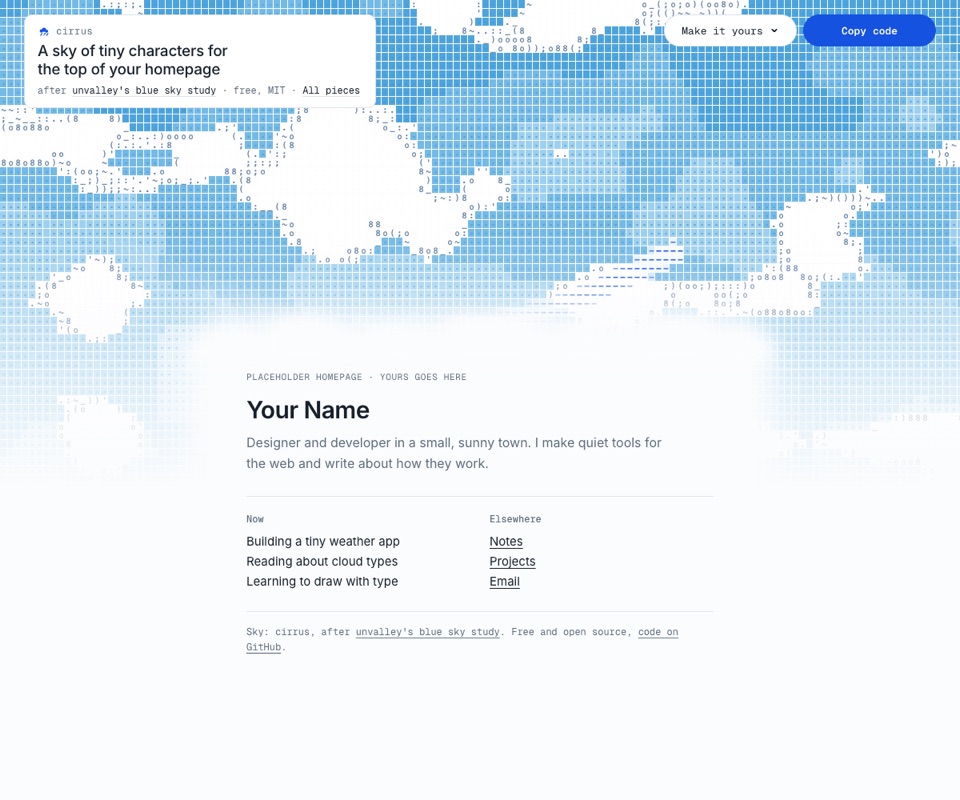 cirrus
A sky of tiny characters for
the top of your homepage
after unvalley's blue sky study · free, MIT · All pieces
Make it yours
Copy code
PLACEHOLDER HOMEPAGE · YOURS GOES HERE
Your Name
Designer and developer in a small, sunny town. I make quiet tools for
the web and write about how they work.
Now
Elsewhere
Building a tiny weather app
Notes
Reading about cloud types
Projects
Learning to draw with type
Email
Sky: cirrus, after unvalley's blue sky study. Free and open source, code on
GitHub.